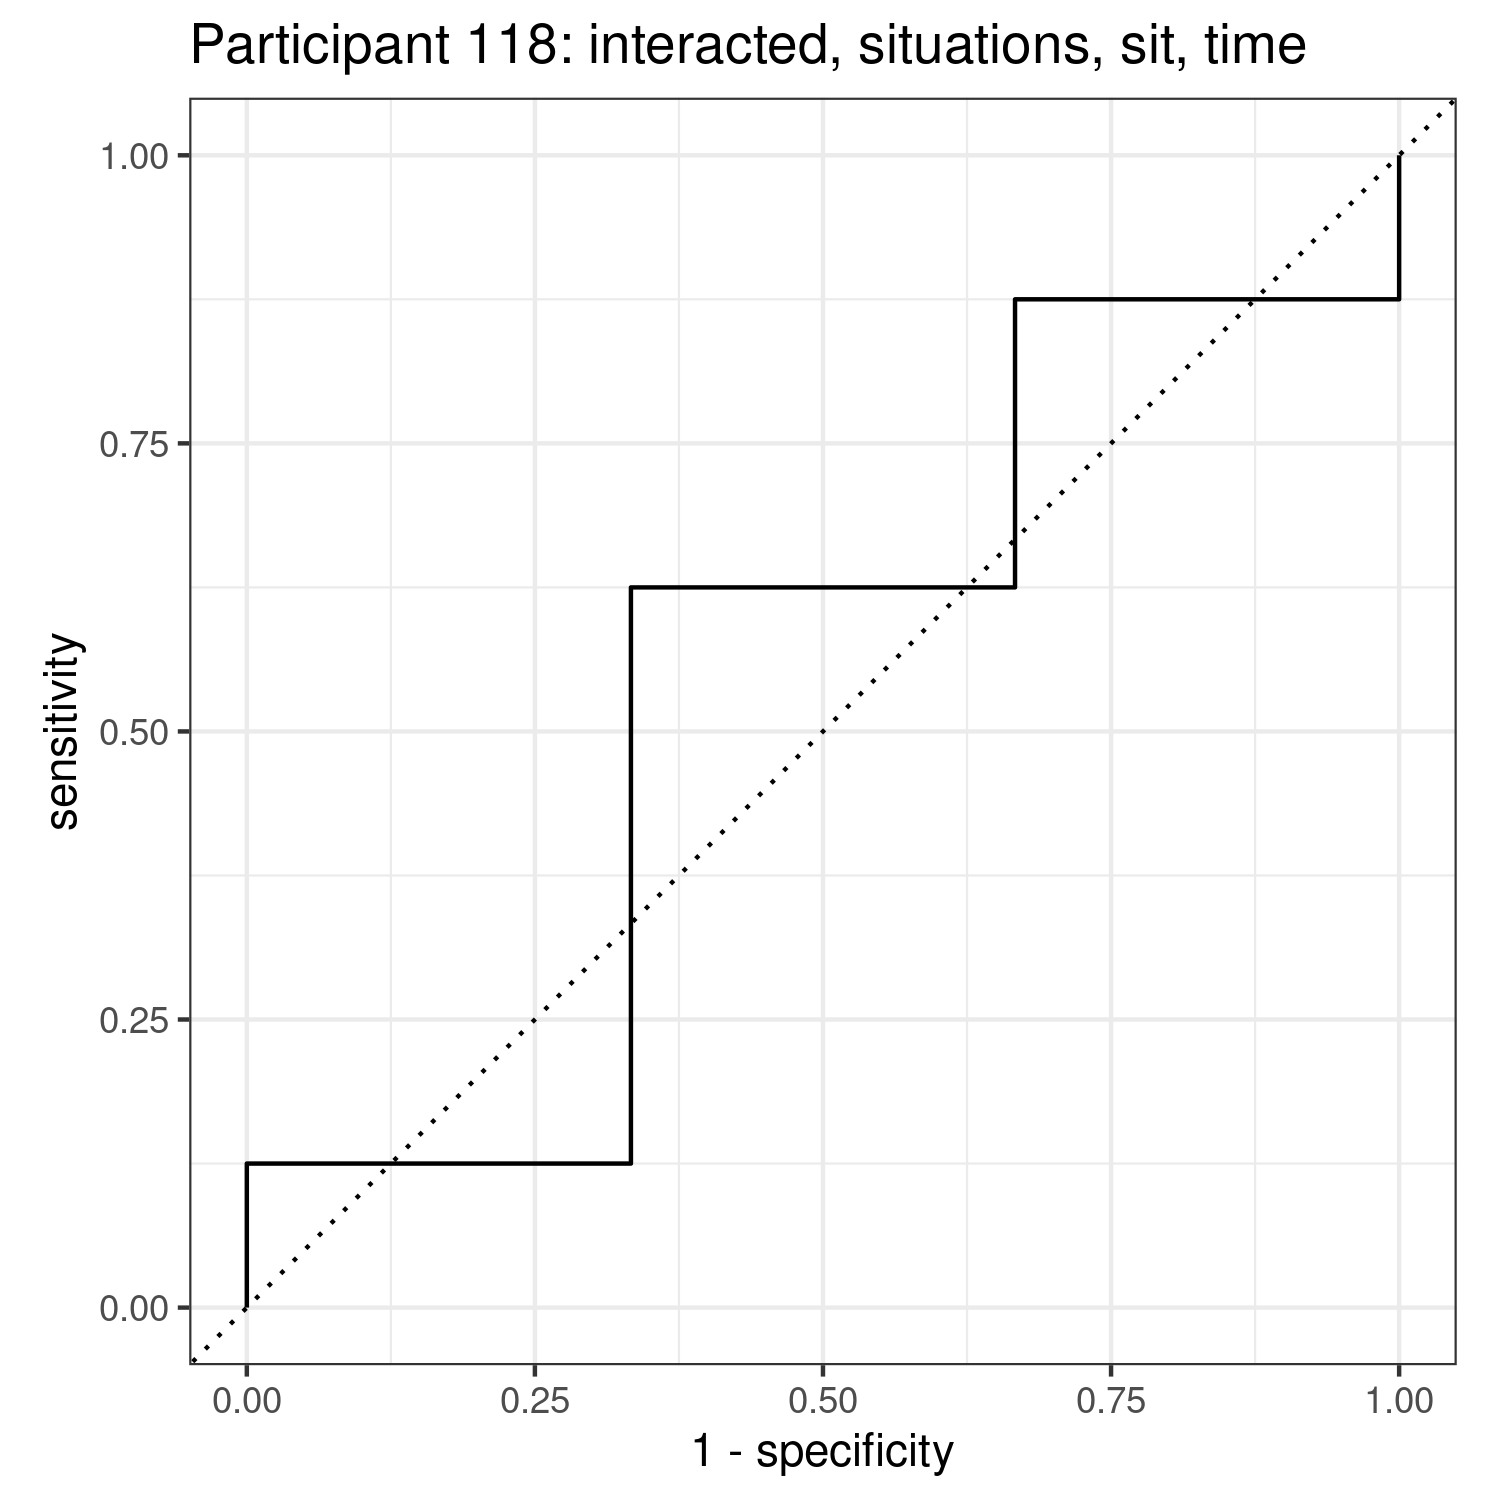 Participant 118: interacted, situations, sit, time
1.00
0.75
0.50
0.25
0.00
sensitivity
0.00 0.25 0.50 0.75 1.00
1 - specificity